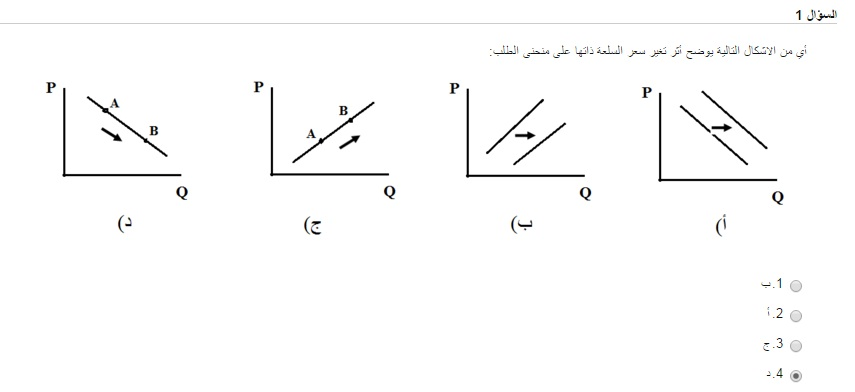 السؤال 1
أي من الاشكال التالية يوضح أثر تغير سعر السلعة ذاتها على منحنى الطلب:
P P P P
A B A B
Q Q Q Q
أ) ب) ج) د)
1.ب
2.أ
3.ج
4.د